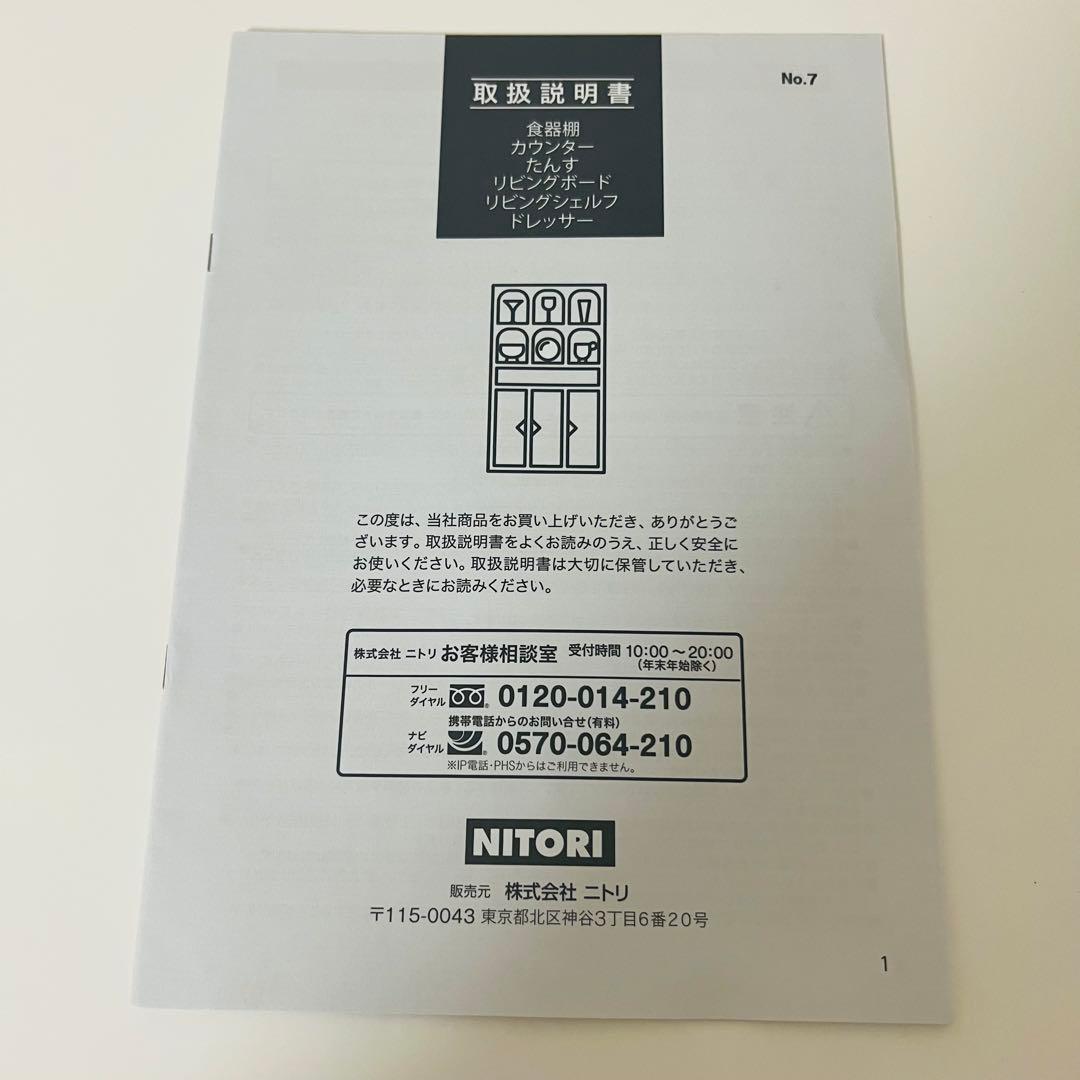 No.7
取扱説明書
食器棚
カウンター
たんす
リビングボード
リビングシェルフ
ドレッサー
この度は、当社商品をお買い上げいただき、ありがとうご
ざいます。取扱説明書をよくお読みのうえ、正しく安全に
お使いください。取扱説明書は大切に保管していただき、
必要なときにお読みください。
株式会社 ニトリ お客様相談室 受付時間 10:00～20:00
(年末年始除く)
フリー
ダイヤル 0120-014-210
携帯電話からのお問い合せ(有料)
ナビ
ダイヤル 0570-064-210
※IP電話・PHSからはご利用できません。
NITORI
販売元 株式会社 ニトリ
〒115-0043 東京都北区神谷3丁目6番20号
1